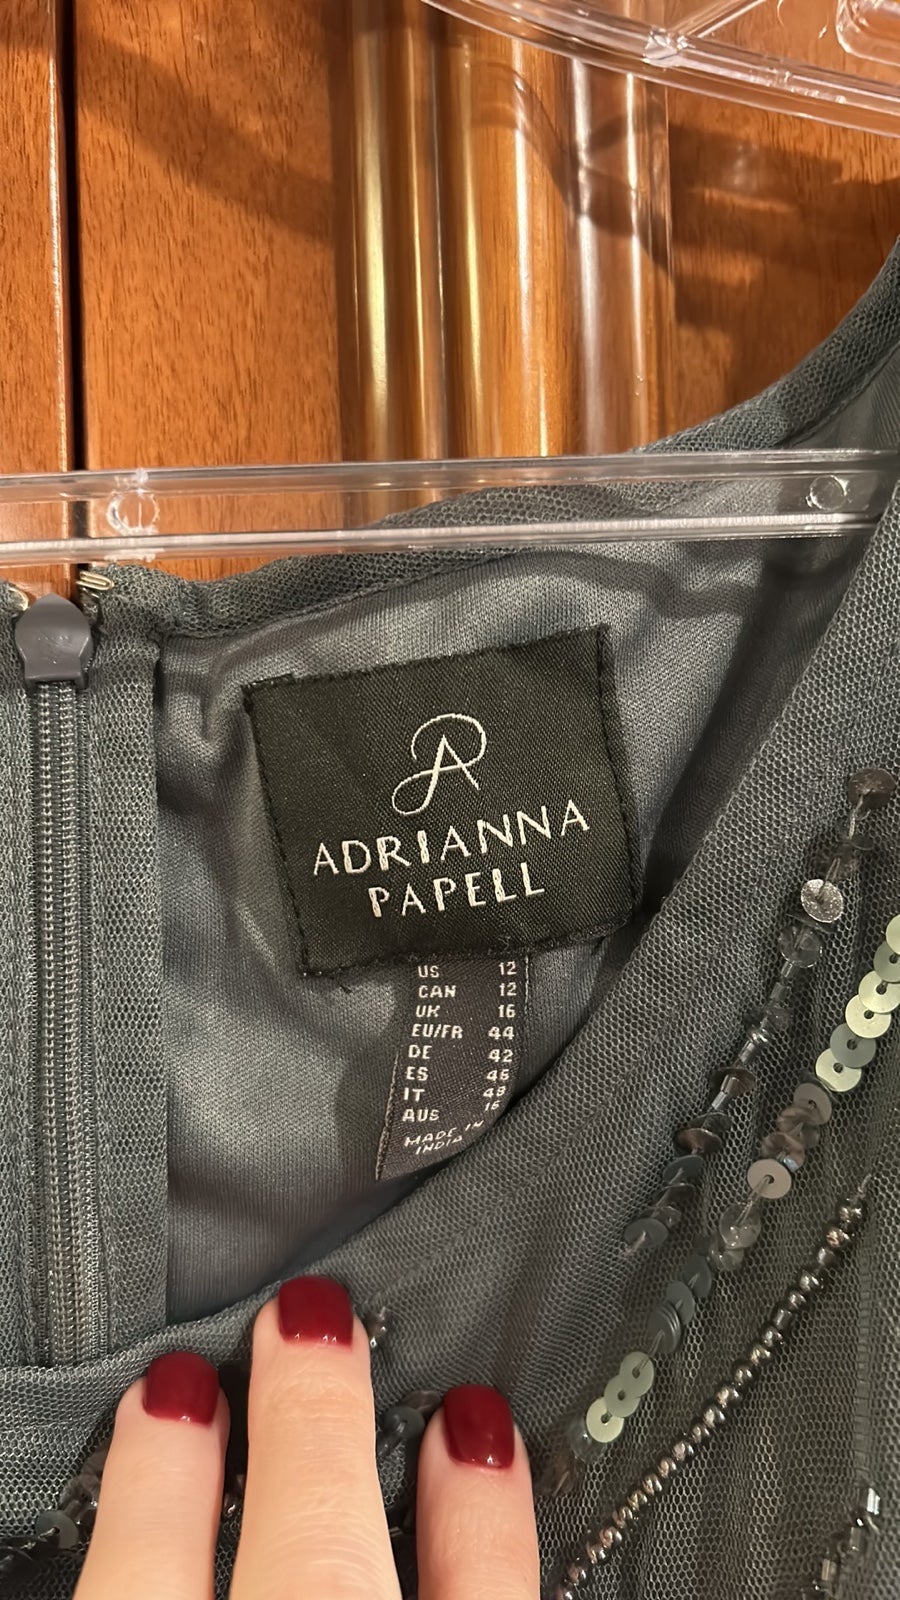 ADRIANNA
PAPELL
US 12
CAN 12
UK 16
EU/FR 44
DE 42
ES 46
IT 48
AUS 16
MADE IN
INDIA